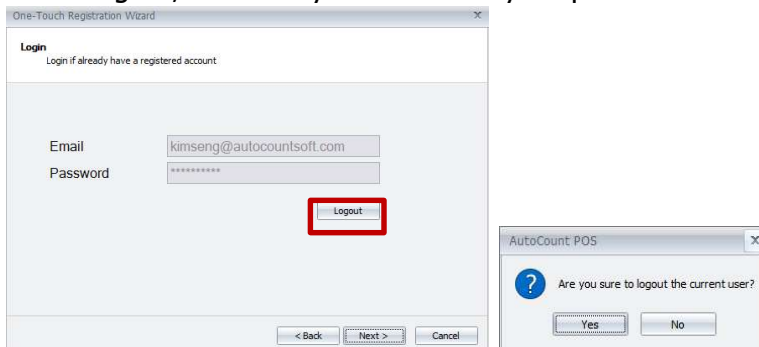 One-Touch Registration Wizard
x
Login
Login if already have a registered account
Email
kimseng@autocountsoft.com
Password
**********
Logout
< Back
Next >
Cancel
AutoCount POS
x
Are you sure to logout the current user?
Yes
No